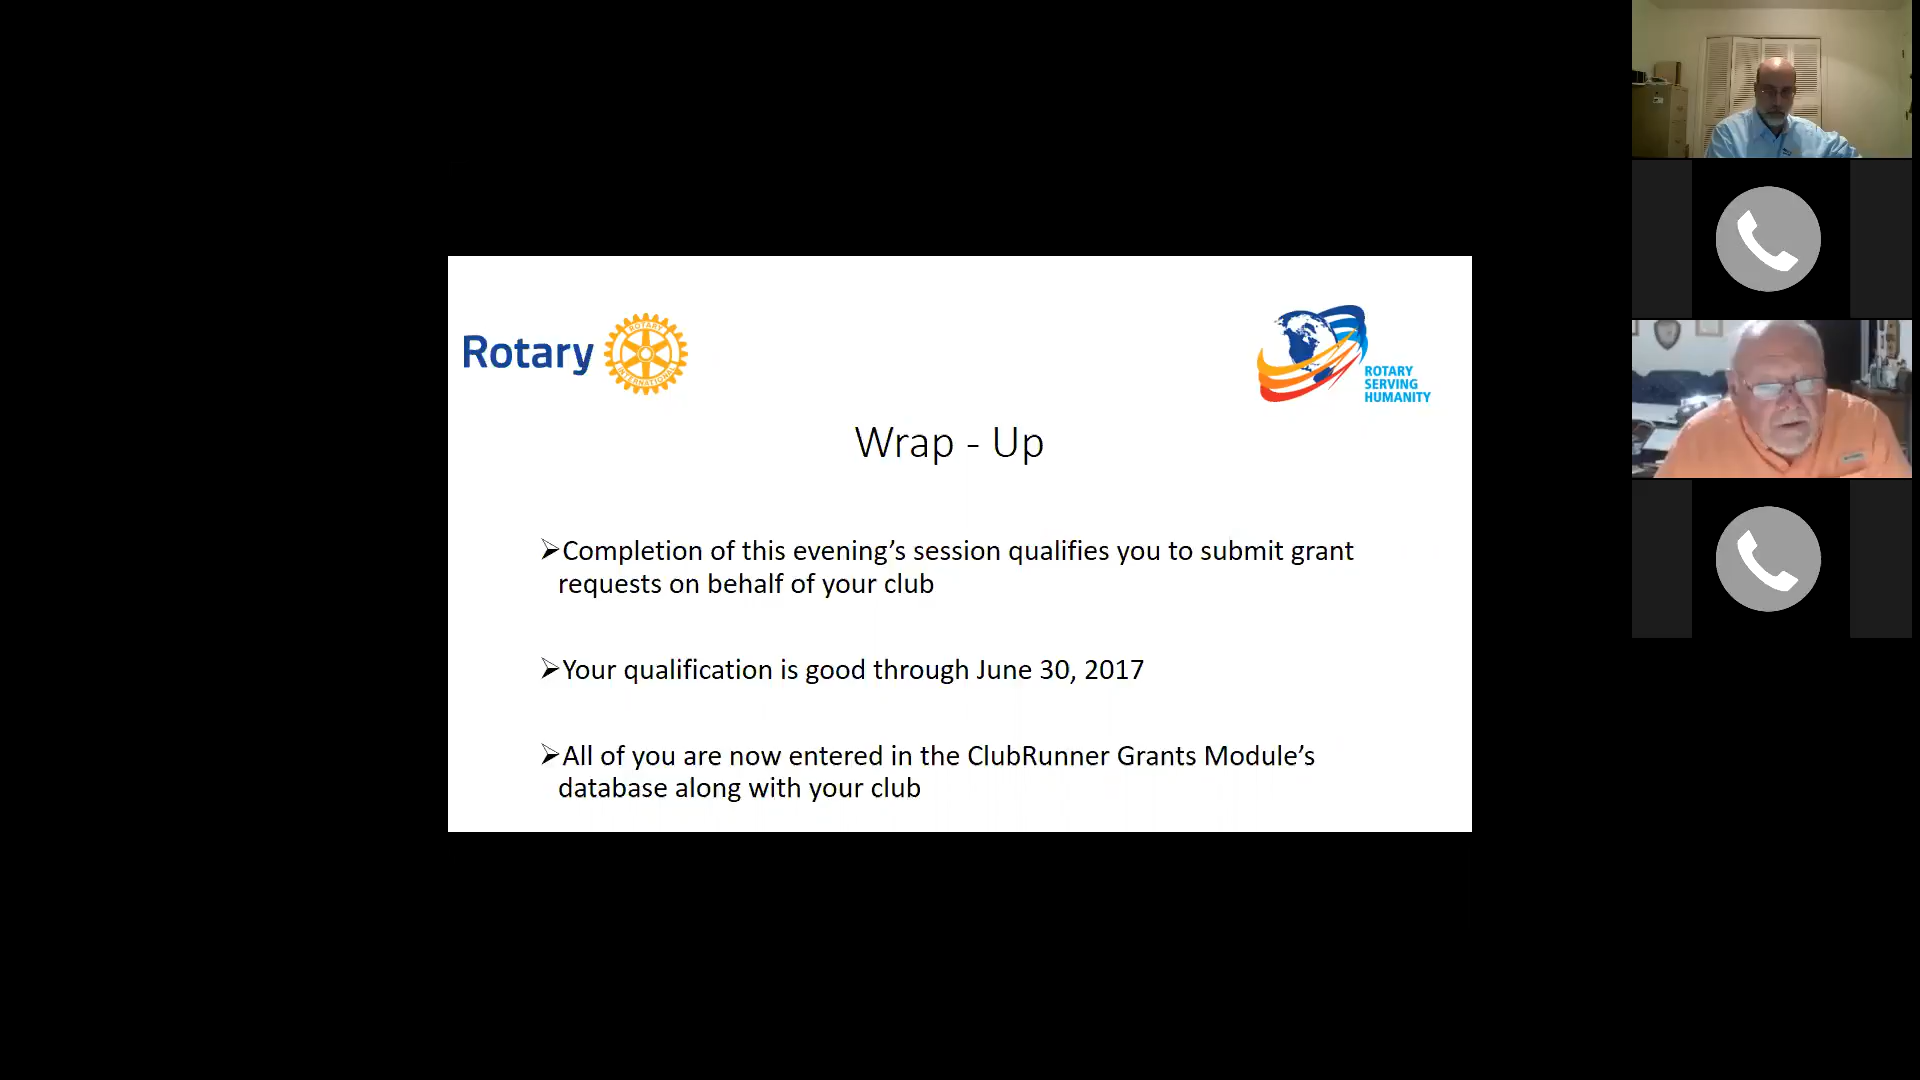 Rotary
ROTARY
INTERNATIONAL
ROTARY
SERVING
HUMANITY
Wrap - Up
➢Completion of this evening’s session qualifies you to submit grant
requests on behalf of your club
➢Your qualification is good through June 30, 2017
➢All of you are now entered in the ClubRunner Grants Module’s
database along with your club